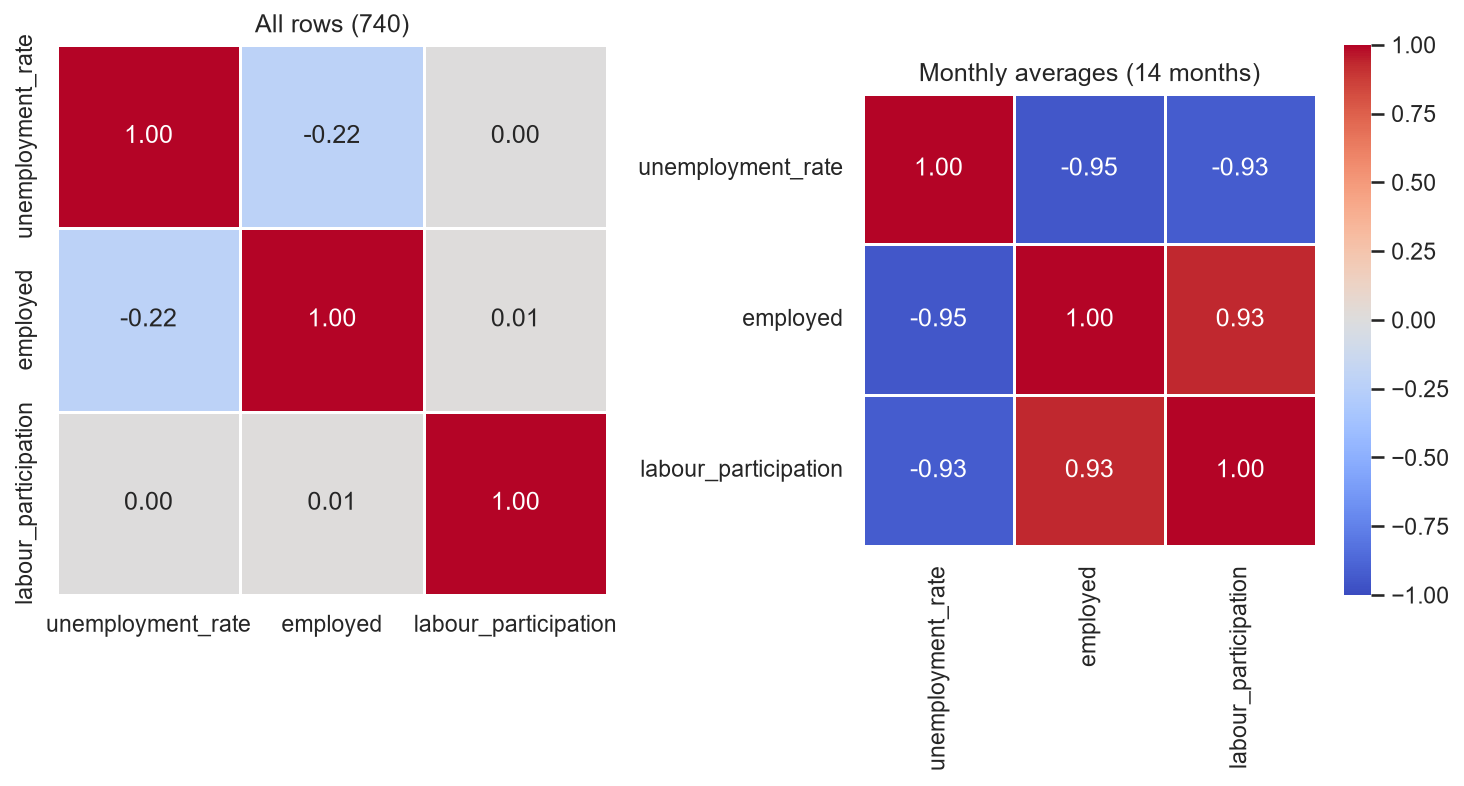 All rows (740)
unemployment_rate
employed
labour_participation
1.00 -0.22 0.00
-0.22 1.00 0.01
0.00 0.01 1.00
unemployment_rate employed labour_participation
Monthly averages (14 months)
unemployment_rate 1.00 -0.95 -0.93
employed -0.95 1.00 0.93
labour_participation -0.93 0.93 1.00
unemployment_rate
employed
labour_participation
1.00
0.75
0.50
0.25
0.00
−0.25
−0.50
−0.75
−1.00